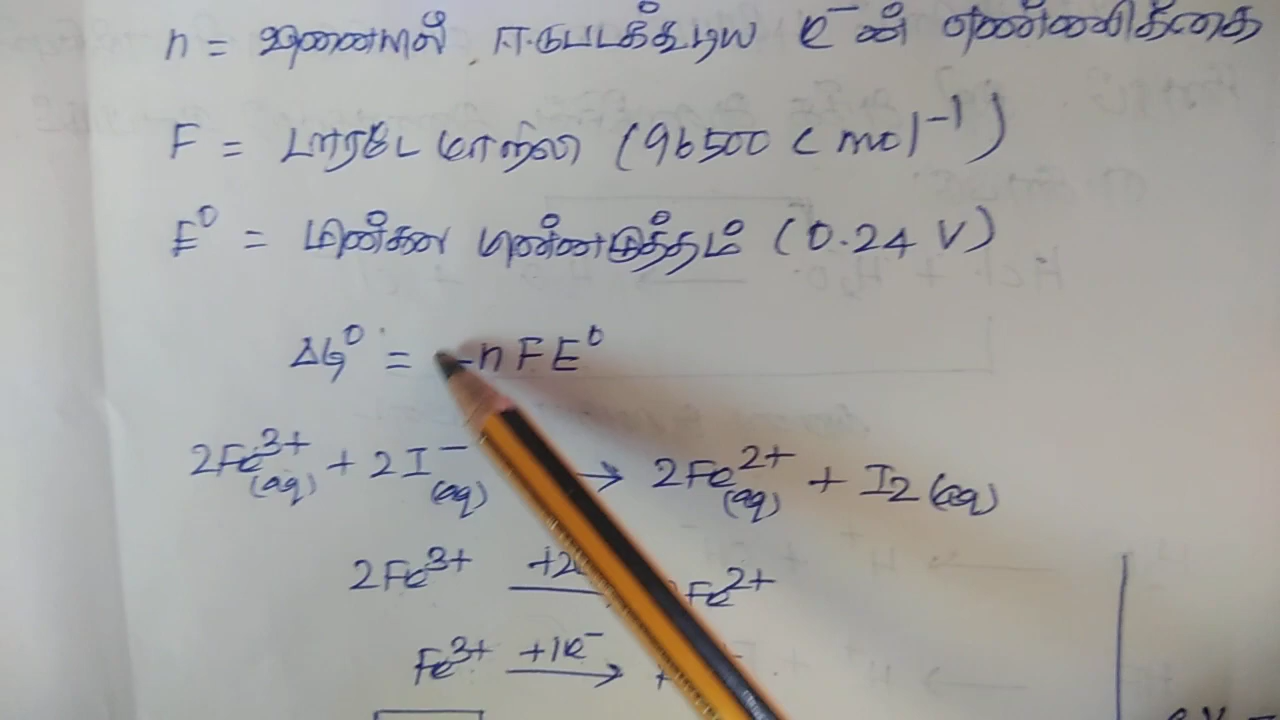 n = வினையில் ஈடுபடக்கூடிய e⁻ ன் எண்ணிக்கை
F = பாரடே மாறிலி (96500 C mol⁻¹)
E⁰ = மின்கல மின்னழுத்தம் (0.24 V)
ΔG⁰ = -nFE⁰
2Fe³⁺(aq) + 2I⁻(aq) → 2Fe²⁺(aq) + I2(aq)
2Fe³⁺ +2 Fe²⁺
Fe³⁺ +1e⁻ →